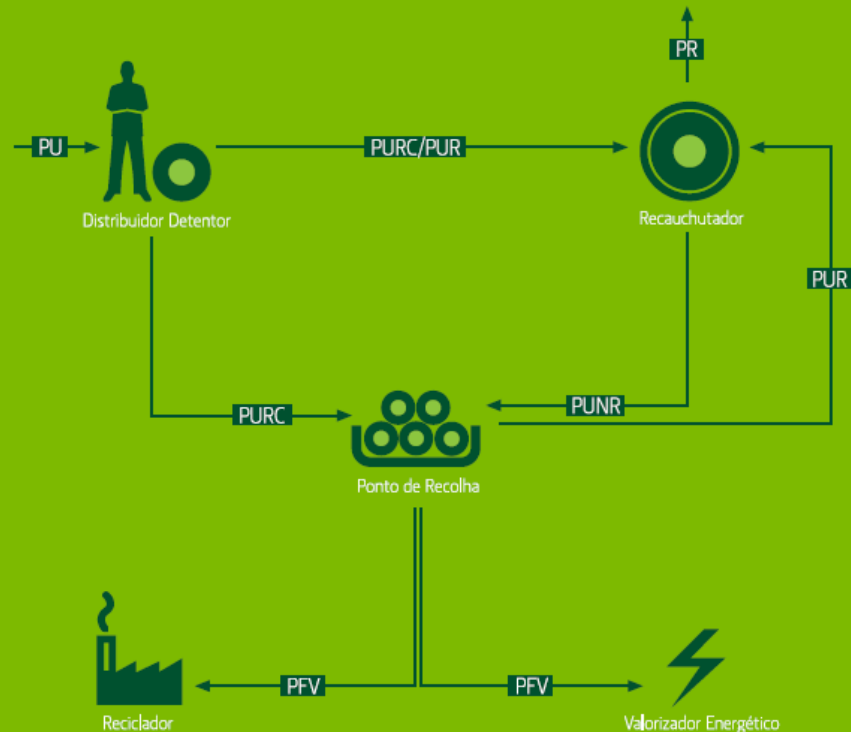 PR
PU
PURC/PUR
Distribuidor Detentor
Recauchutador
PUR
PURC
PUNR
Ponto de Recolha
PFV
PFV
Reciclador
Valorizador Energético